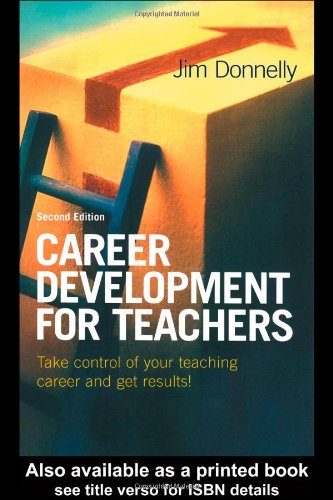 Jim Donnelly
Second Edition
CAREER
DEVELOPMENT
FOR TEACHERS
Take control of your teaching
career and get results!
Also available as a printed book
see title verso for ISBN details